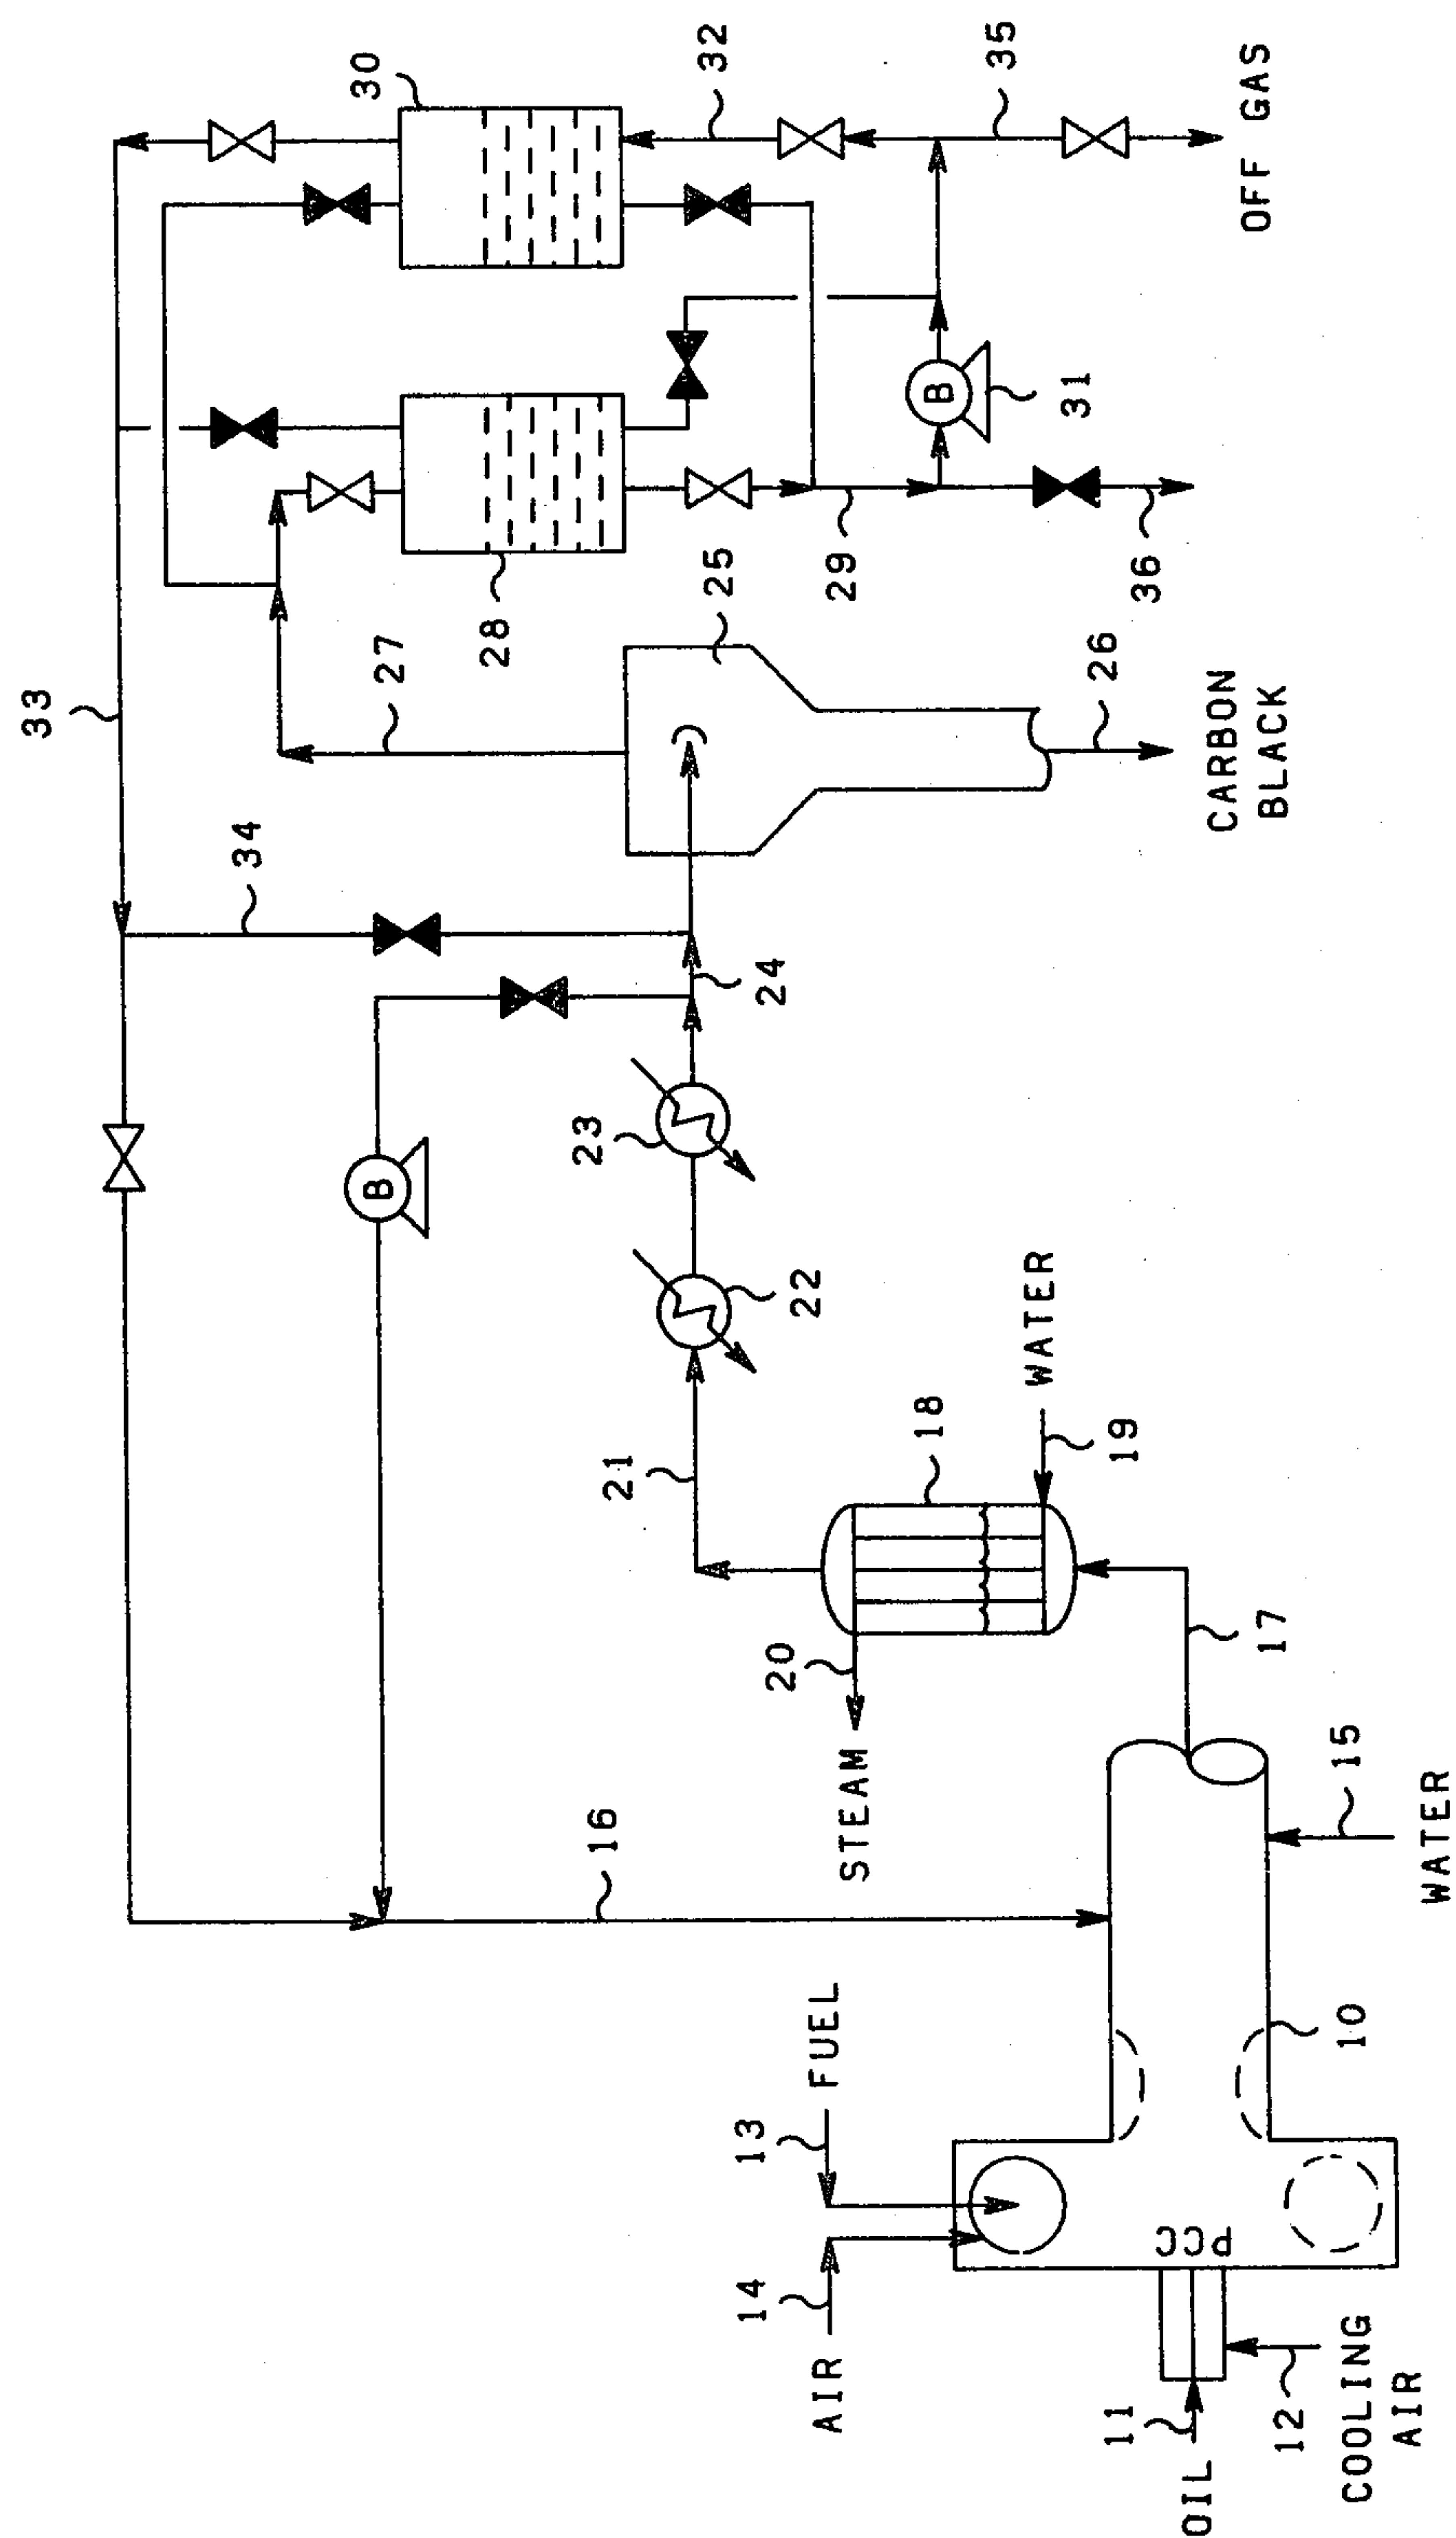 33
34
30
B
27
28
23
16
21
25
32
14
13
20
24
22
AIR
FUEL
STEAM
29
18
B
35
WATER
31
26
11
19
36
OIL
CARBON
BLACK
OFF GAS
17
12
10
15
COOLING
AIR
WATER